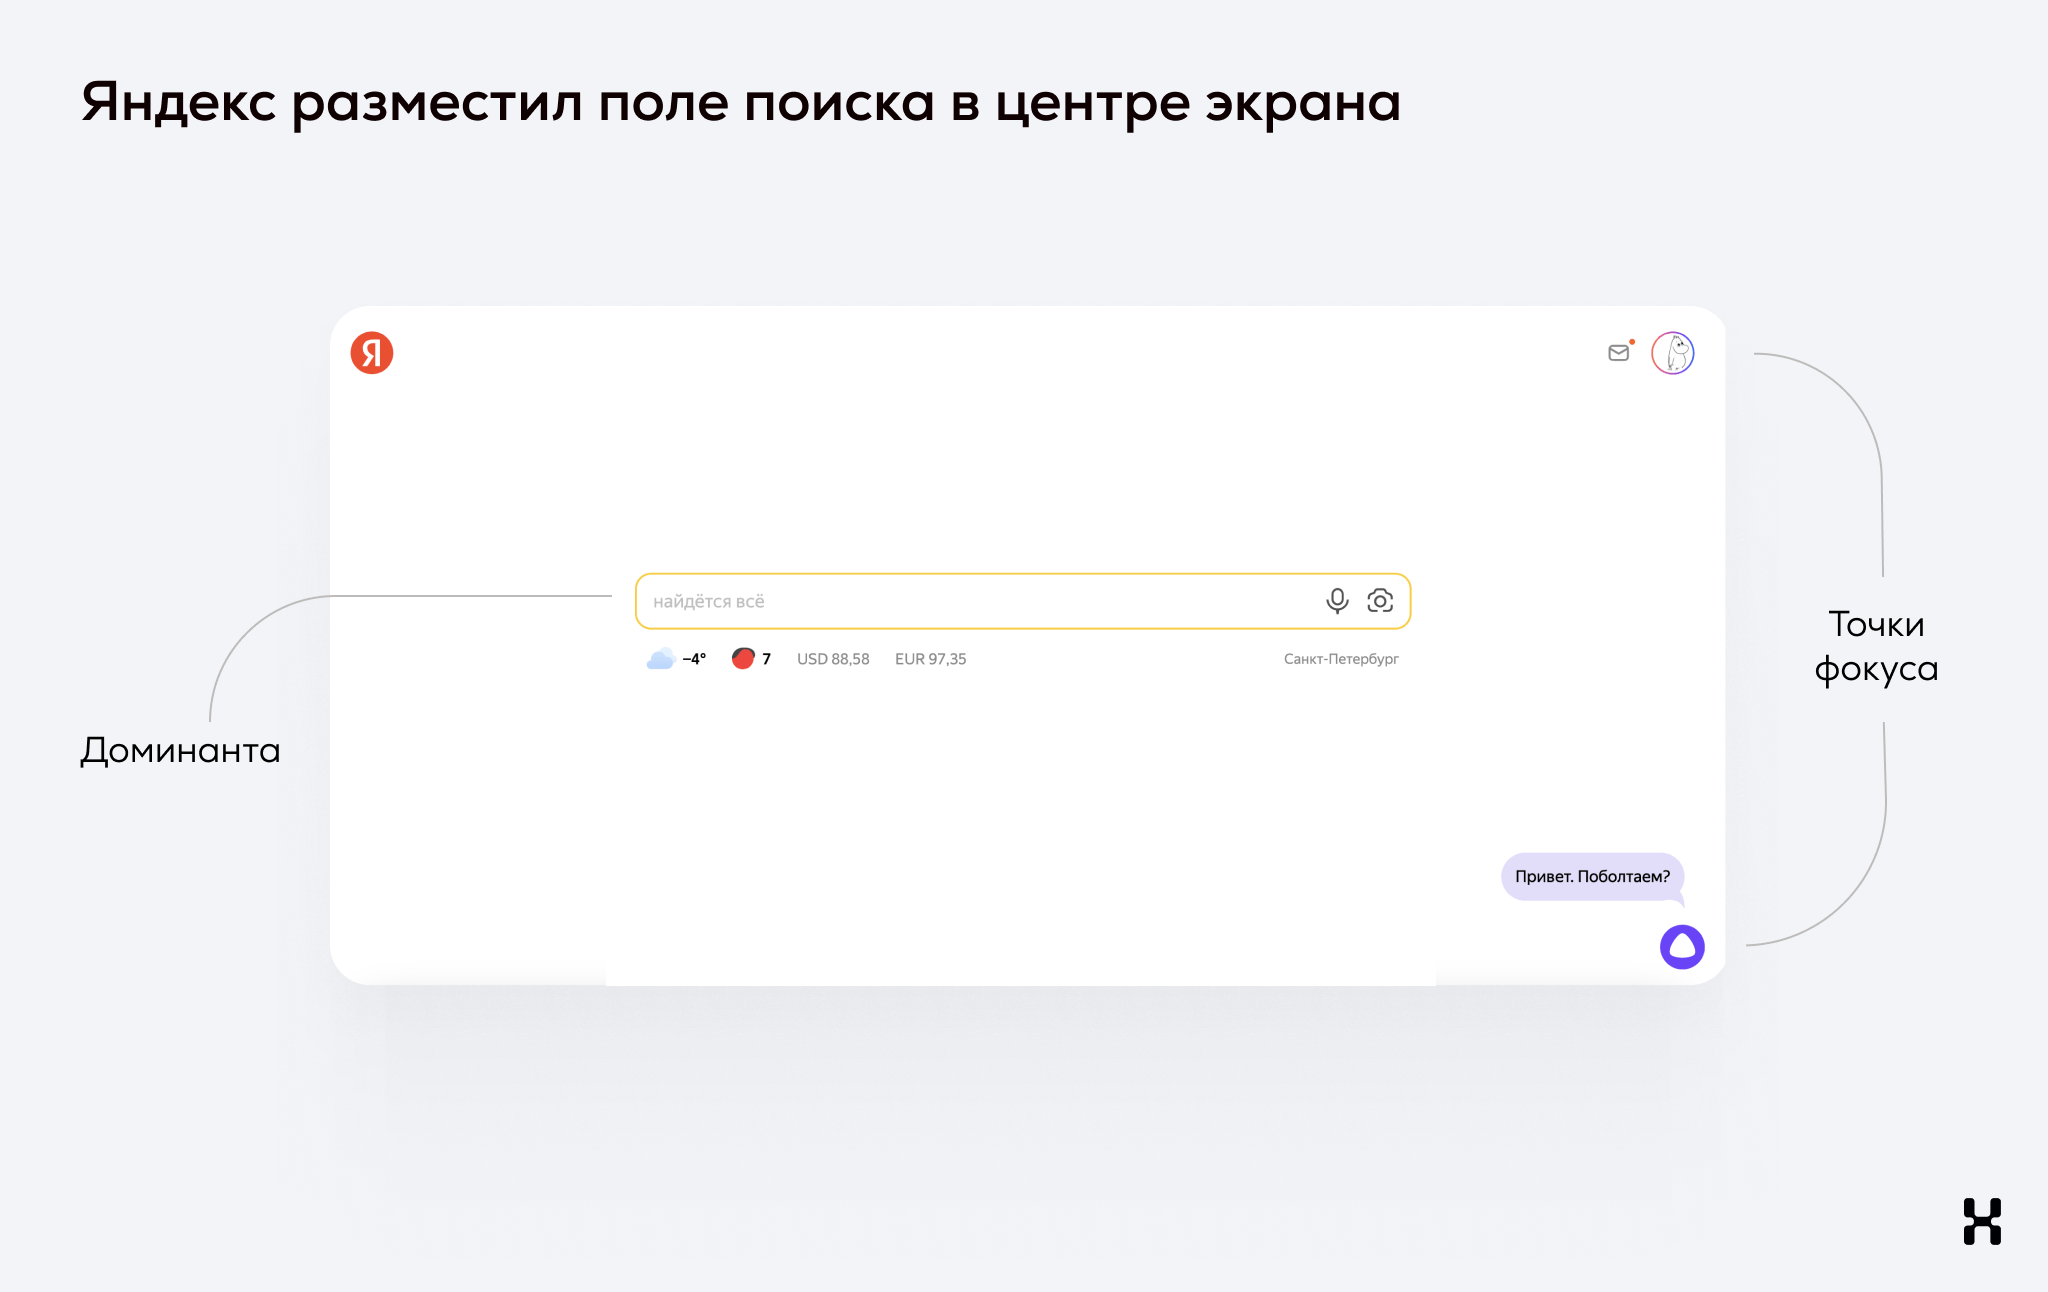 Яндекс разместил поле поиска в центре экрана
Я
найдётся всё
−4° 7 USD 88,58 EUR 97,35 Санкт-Петербург
Точки
фокуса
Доминанта
Привет. Поболтаем?